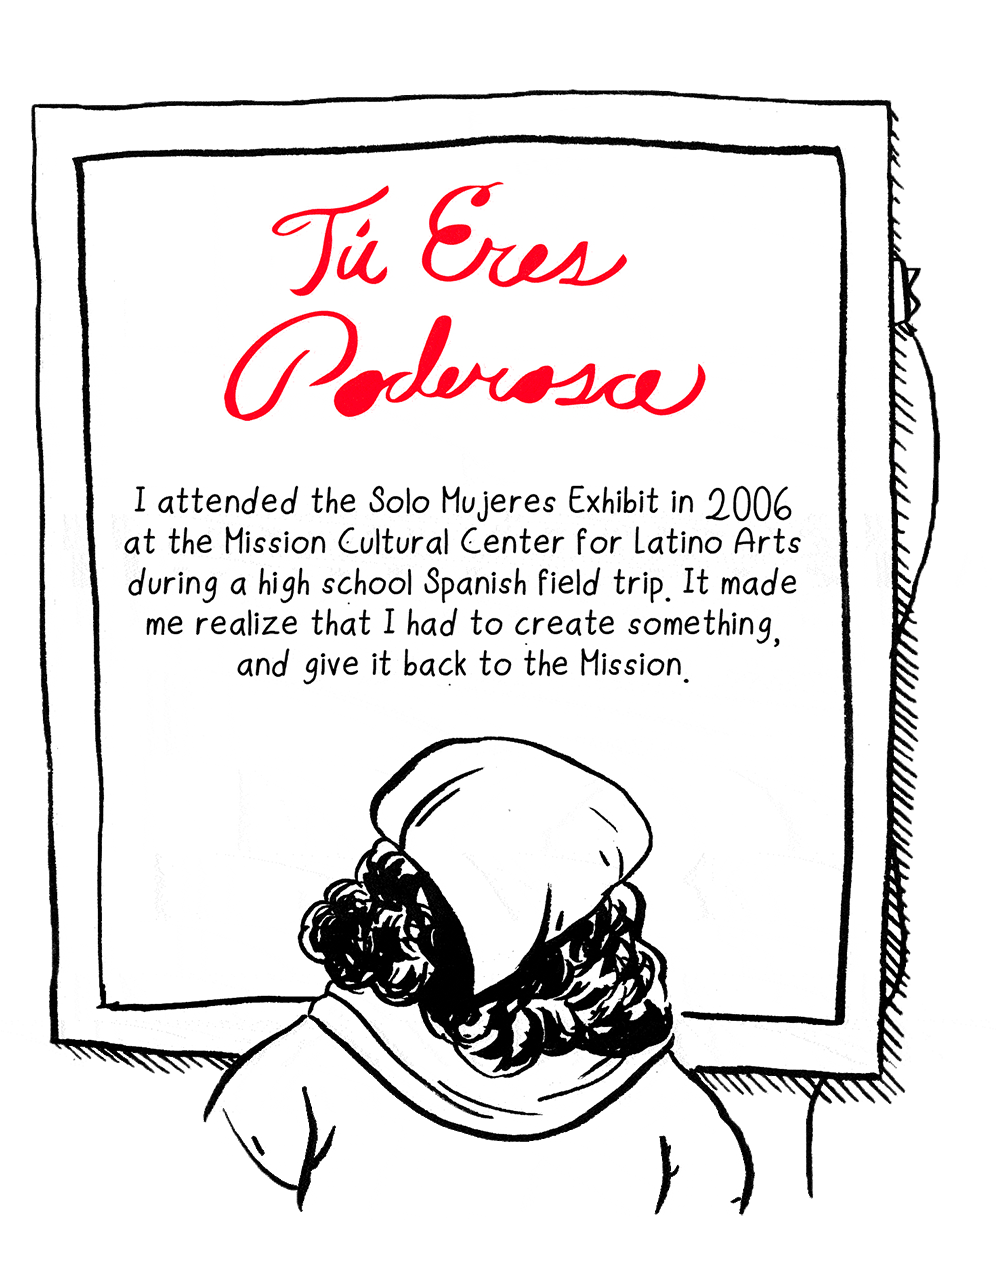 Tú Eres
Poderosa
I attended the Solo Mujeres Exhibit in 2006
at the Mission Cultural Center for Latino Arts
during a high school Spanish field trip. It made
me realize that I had to create something,
and give it back to the Mission.